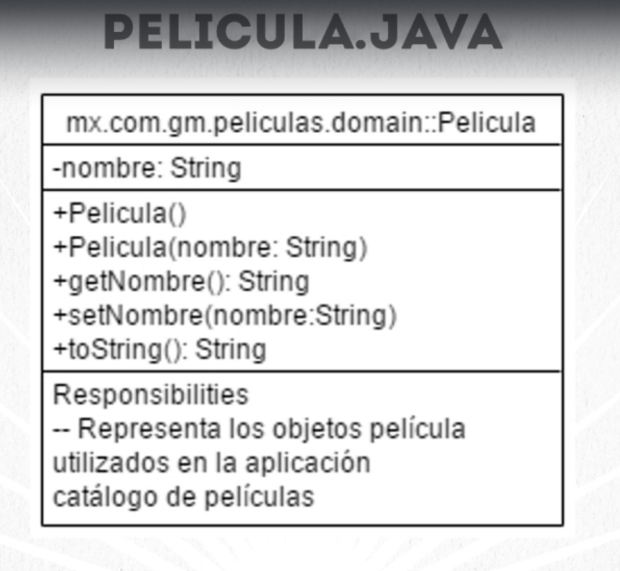 PELICULA.JAVA
mx.com.gm.peliculas.domain::Pelicula
-nombre: String
+Pelicula()
+Pelicula(nombre: String)
+getNombre(): String
+setNombre(nombre:String)
+toString(): String
Responsibilities
-- Representa los objetos película
utilizados en la aplicación
catálogo de películas